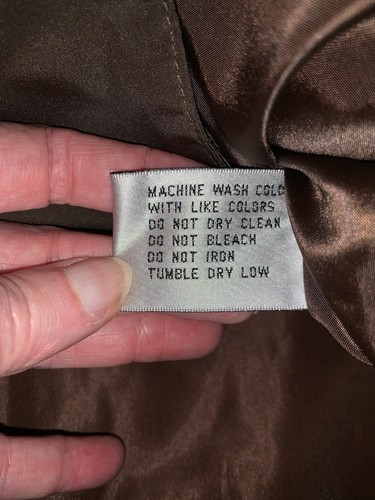 MACHINE WASH COLD
WITH LIKE COLORS
DO NOT DRY CLEAN
DO NOT BLEACH
DO NOT IRON
TUMBLE DRY LOW